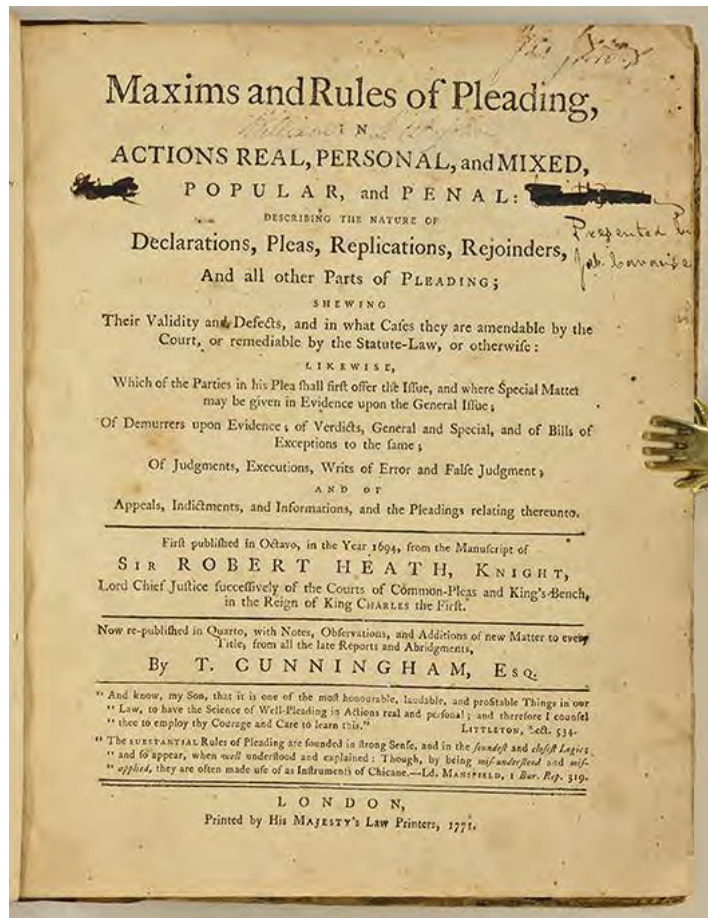 Maxims and Rules of Pleading,
IN
ACTIONS REAL, PERSONAL, and MIXED,
POPULAR, and PENAL:
DESCRIBING THE NATURE OF
Declarations, Pleas, Replications, Rejoinders,
And all other Parts of PLEADING;
Presented
SHEWING
Their Validity and Defects, and in what Caſes they are amendable by the
Court, or remediable by the Statute-Law, or otherwiſe:
LIKEWISE,
Which of the Parties in his Plea ſhall firſt offer the Iſſue, and where Special Matter
may be given in Evidence upon the General Iſſue;
Of Demurrers upon Evidence; of Verdicts, General and Special, and of Bills of
Exceptions to the ſame;
Of Judgments, Executions, Writs of Error and Falſe Judgment;
AND OF
Appeals, Indictments, and Informations, and the Pleadings relating thereunto.
Firſt publiſhed in Octavo, in the Year 1694, from the Manuſcript of
SIR ROBERT HEATH, KNIGHT,
Lord Chief Juſtice ſucceſſively of the Courts of Common-Pleas and King's-Bench,
in the Reign of King CHARLES the Firſt.
Now re-publiſhed in Quarto, with Notes, Obſervations, and Additions of new Matter to every
Title, from all the late Reports and Abridgments,
By T. CUNNINGHAM, ESQ.
" And know, my Son, that it is one of the moſt honourable, laudable, and profitable Things in our
" Law, to have the Science of Well-Pleading in Actions real and perſonal; and therefore I counſel
" thee to employ thy Courage and Care to learn this." LITTLETON, Sect. 534.
" The SUBSTANTIAL Rules of Pleading are founded in ſtrong Senſe, and in the ſoundeſt and cloſeſt Logic;
" and ſo appear, when well underſtood and explained: Though, by being miſ-underſtood and miſ-
" applied, they are often made uſe of as Inſtruments of Chicane.—Ld. MANSFIELD, 1 Bur. Rep. 319.
LONDON,
Printed by His MAJESTY's Law Printers, 1771.